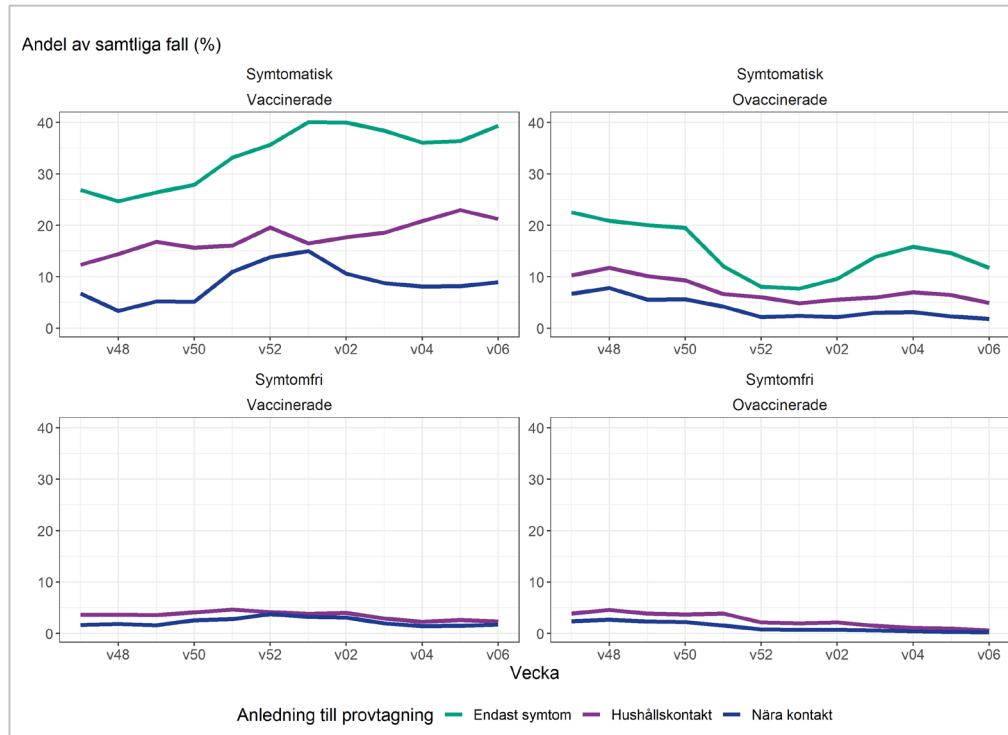 Andel av samtliga fall (%)
Symtomatisk
Vaccinerade
40
30
20
10
0
v48 v50 v52 v02 v04 v06
Symtomatisk
Ovaccinerade
40
30
20
10
0
v48 v50 v52 v02 v04 v06
Symtomfri
Vaccinerade
40
30
20
10
0
v48 v50 v52 v02 v04 v06
Symtomfri
Ovaccinerade
40
30
20
10
0
v48 v50 v52 v02 v04 v06
Vecka
Anledning till provtagning Endast symtom Hushållskontakt Nära kontakt